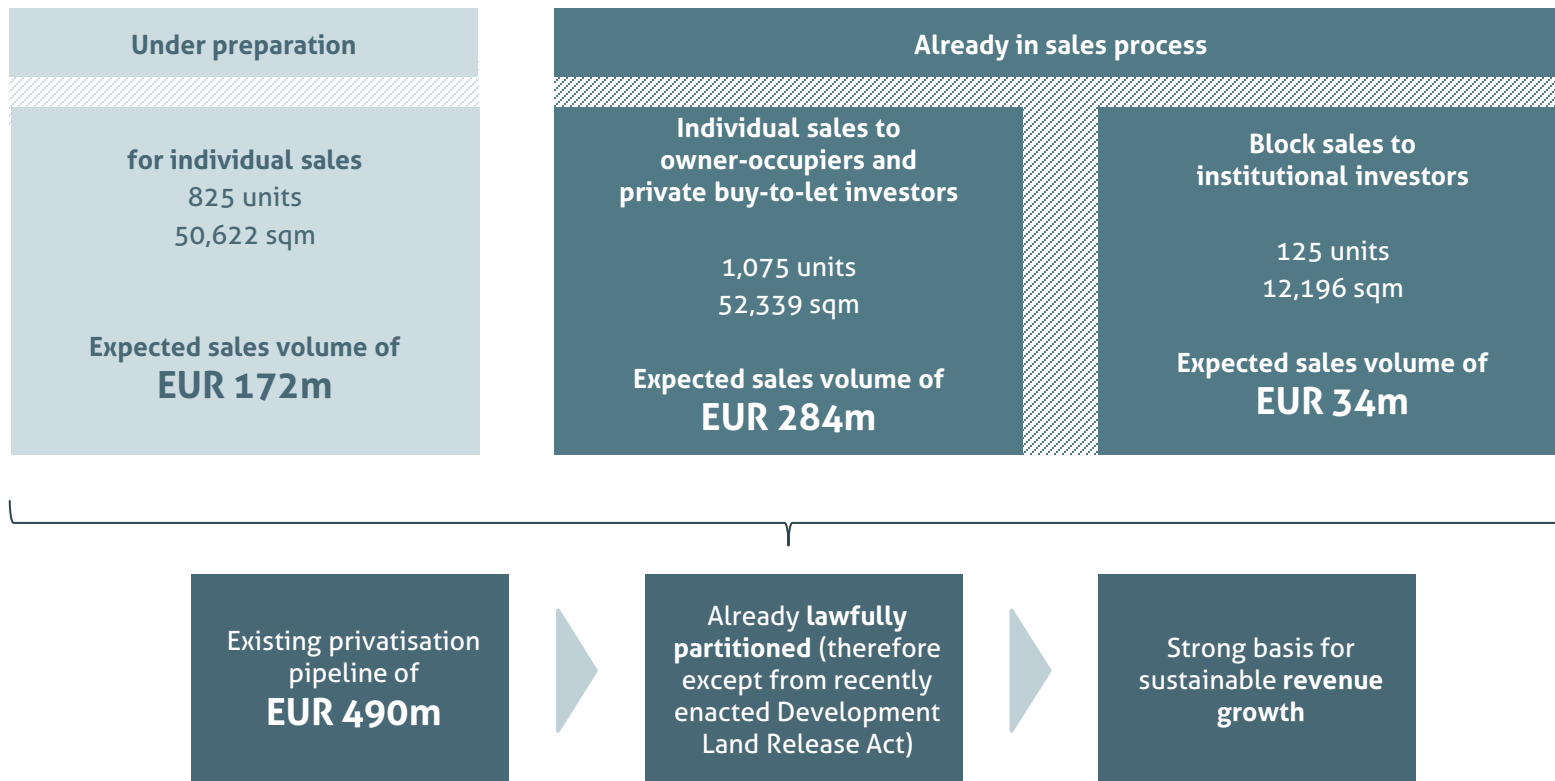 Under preparation
for individual sales
825 units
50,622 sqm
Expected sales volume of
EUR 172m
Already in sales process
Individual sales to
owner-occupiers and
private buy-to-let investors
1,075 units
52,339 sqm
Expected sales volume of
EUR 284m
Block sales to
institutional investors
125 units
12,196 sqm
Expected sales volume of
EUR 34m
Existing privatisation
pipeline of
EUR 490m
Already lawfully
partitioned (therefore
except from recently
enacted Development
Land Release Act)
Strong basis for
sustainable revenue
growth